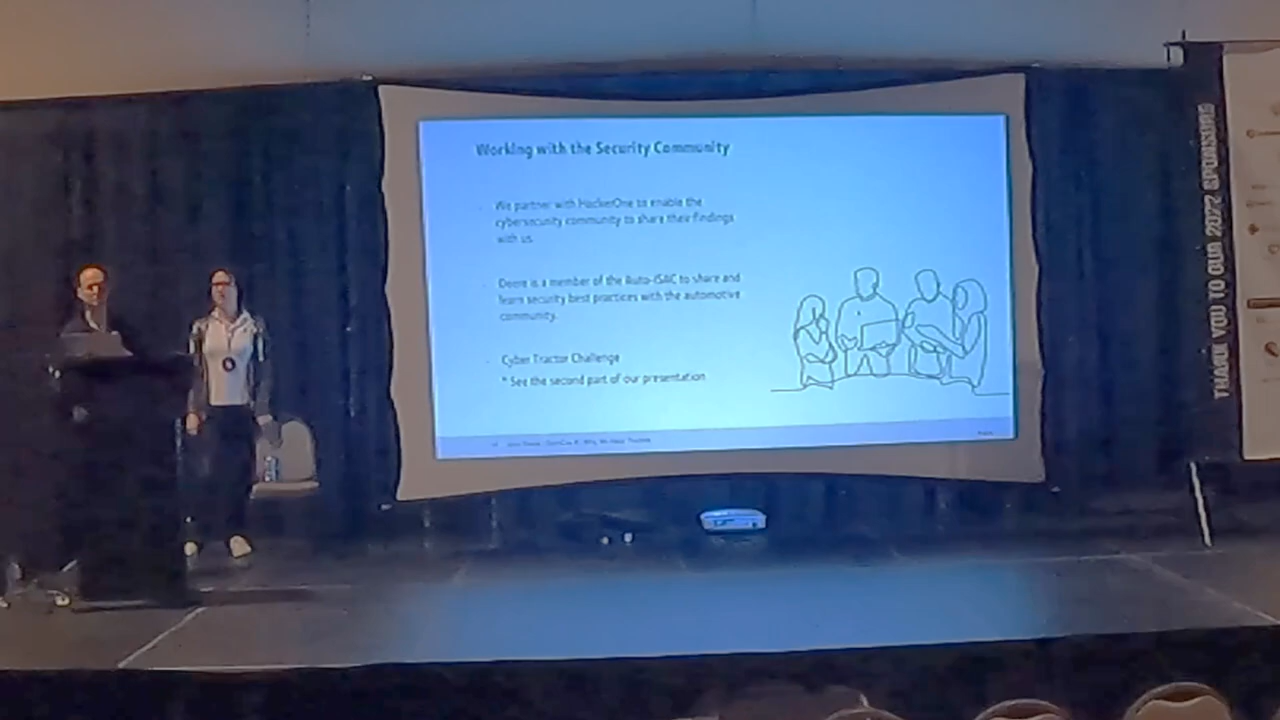 Working with the Security Community
We partner with HackerOne to enable the
cybersecurity community to share their findings
with us.
Deere is a member of the Auto-ISAC to share and
learn security best practices with the automotive
community.
Cyber Tractor Challenge
* See the second part of our presentation
THANK YOU TO OUR 2022 SPONSORS